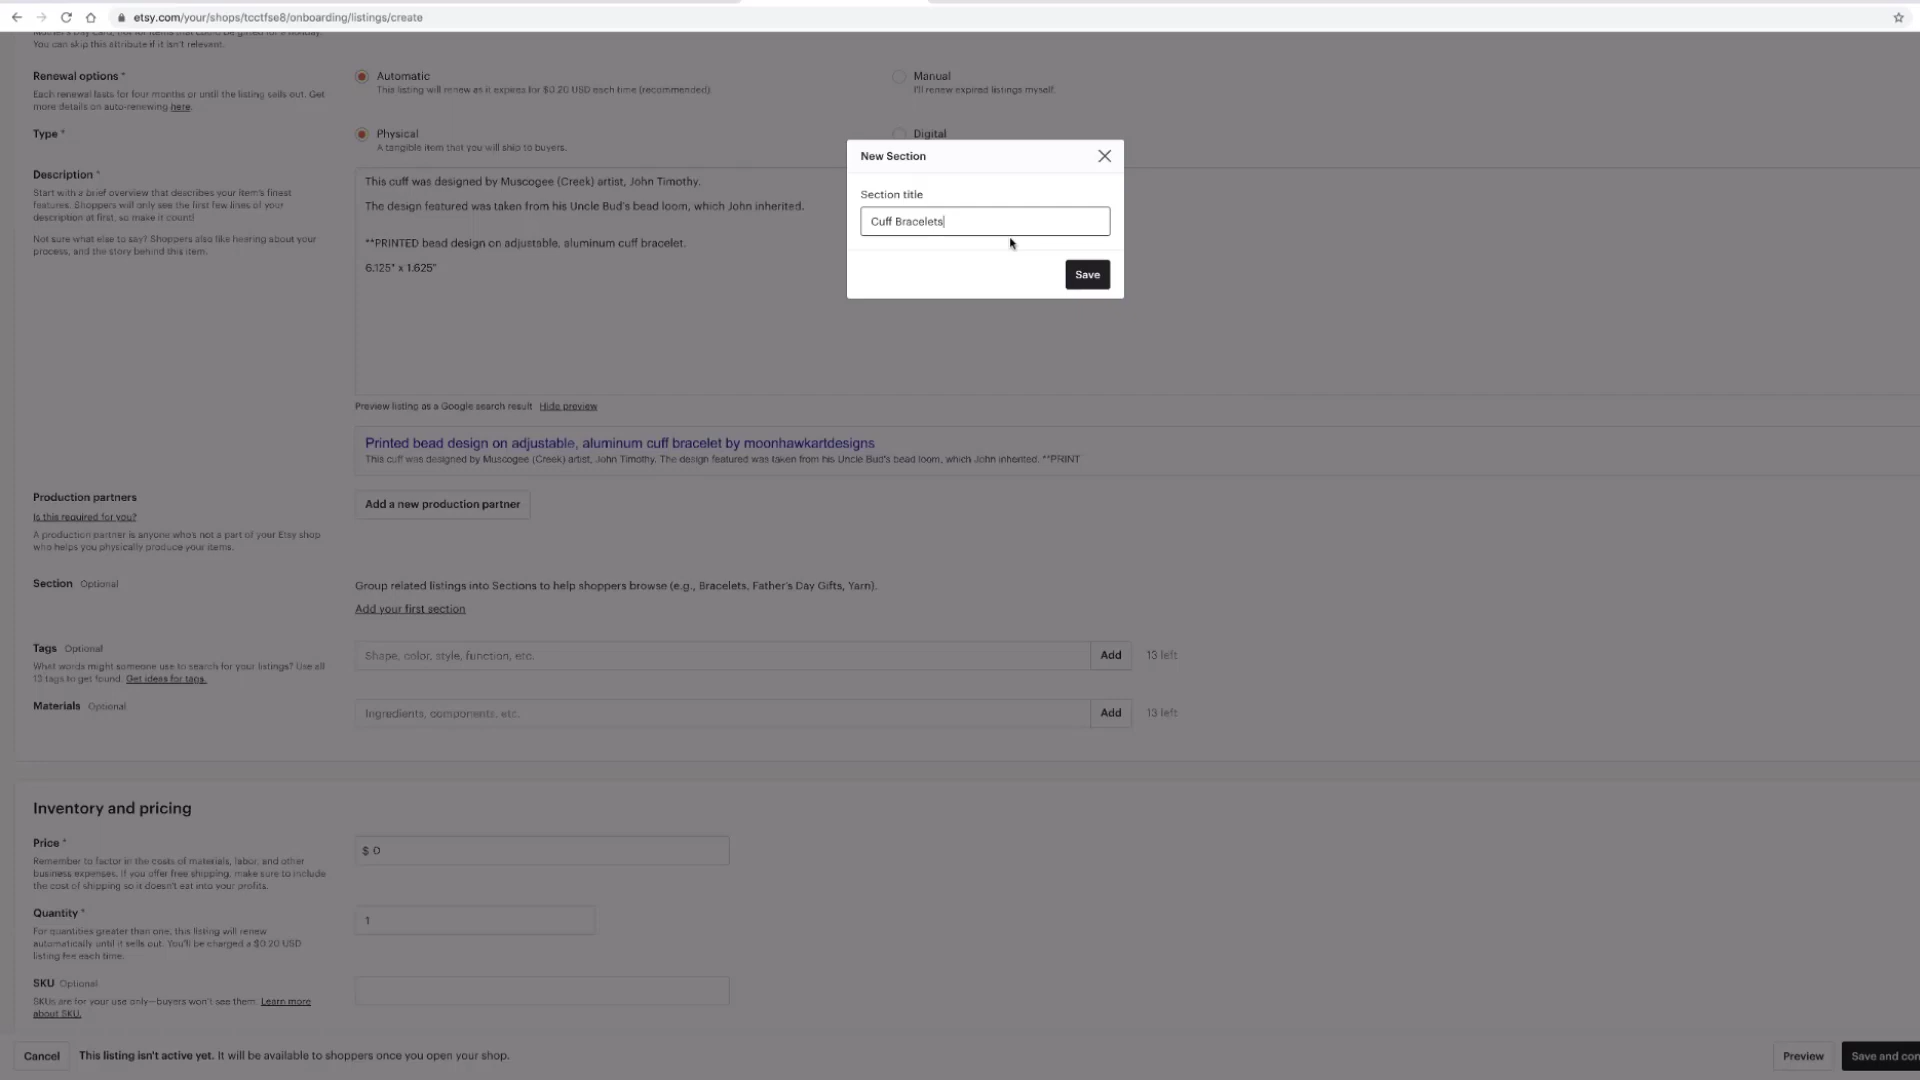 etsy.com/your/shops/tcctfse8/onboarding/listings/create
You can skip this attribute if it isn't relevant.
Renewal options *
Each renewal lasts for four months or until the listing sells out. Get
more details on auto-renewing here.
Automatic
This listing will renew as it expires for $0.20 USD each time (recommended).
Manual
I'll renew expired listings myself.
Type *
Physical
A tangible item that you will ship to buyers.
Digital
New Section
Section title
Cuff Bracelets
Save
Description *
Start with a brief overview that describes your item's finest
features. Shoppers will only see the first few lines of your
description at first, so make it count!
Not sure what else to say? Shoppers also like hearing about your
process, and the story behind this item.
This cuff was designed by Muscogee (Creek) artist, John Timothy.
The design featured was taken from his Uncle Bud's bead loom, which John inherited.
**PRINTED bead design on adjustable, aluminum cuff bracelet.
6.125" x 1.625"
Preview listing as a Google search result Hide preview
Printed bead design on adjustable, aluminum cuff bracelet by moonhawkartdesigns
This cuff was designed by Muscogee (Creek) artist, John Timothy. The design featured was taken from his Uncle Bud's bead loom, which John inherited. **PRINT
Production partners
Is this required for you?
A production partner is anyone who's not a part of your Etsy shop
who helps you physically produce your items.
Add a new production partner
Section Optional
Group related listings into Sections to help shoppers browse (e.g., Bracelets, Father's Day Gifts, Yarn).
Add your first section
Tags Optional
What words might someone use to search for your listings? Use all
13 tags to get found. Get ideas for tags.
Shape, color, style, function, etc.
Add
13 left
Materials Optional
Ingredients, components, etc.
Add
13 left
Inventory and pricing
Price *
Remember to factor in the costs of materials, labor, and other
business expenses. If you offer free shipping, make sure to include
the cost of shipping so it doesn't eat into your profits.
$ 0
Quantity *
For quantities greater than one, this listing will renew
automatically until it sells out. You'll be charged a $0.20 USD
listing fee each time.
1
SKU Optional
SKUs are for your use only—buyers won't see them. Learn more
about SKU.
Cancel
This listing isn't active yet. It will be available to shoppers once you open your shop.
Preview
Save and con